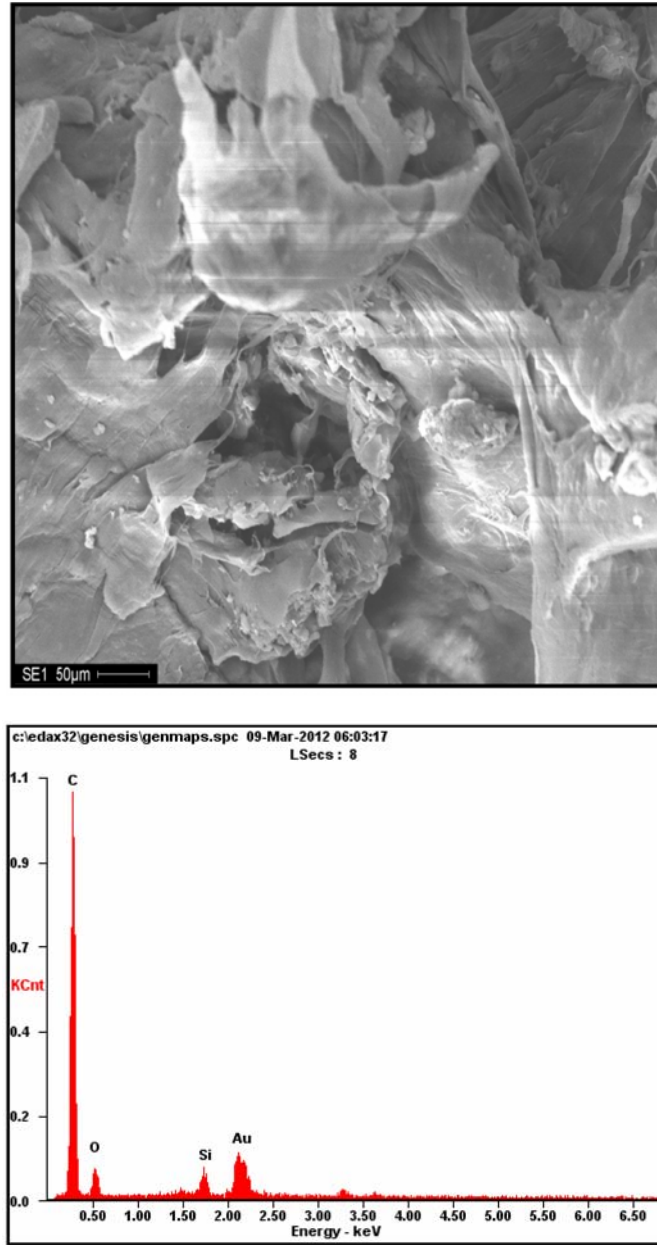 SE1 50µm
c:\edax32\genesis\genmaps.spc 09-Mar-2012 06:03:17
LSecs : 8
1.1
C
0.9
0.7
KCnt
0.4
0.2
O
Si
Au
0.0
0.50 1.00 1.50 2.00 2.50 3.00 3.50 4.00 4.50 5.00 5.50 6.00 6.50
Energy - keV